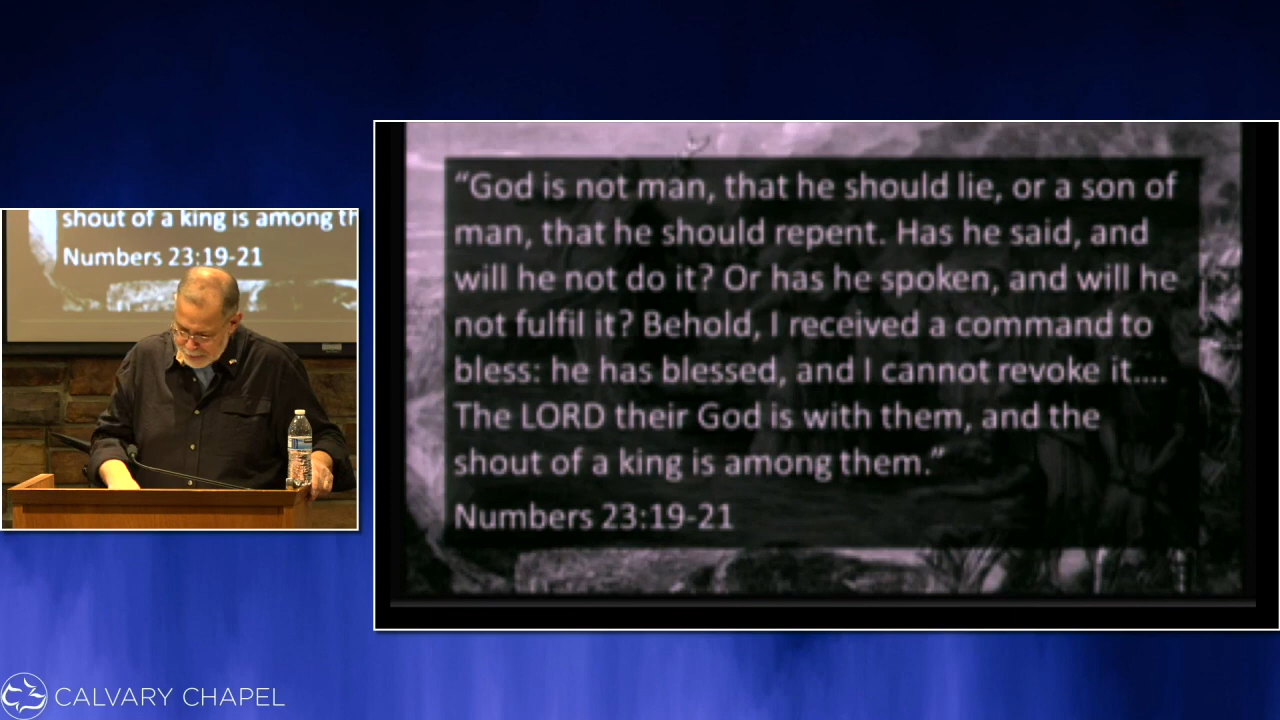 shout of a king is among th
Numbers 23:19-21
“God is not man, that he should lie, or a son of
man, that he should repent. Has he said, and
will he not do it? Or has he spoken, and will he
not fulfil it? Behold, I received a command to
bless: he has blessed, and I cannot revoke it....
The LORD their God is with them, and the
shout of a king is among them.”
Numbers 23:19-21
CALVARY CHAPEL